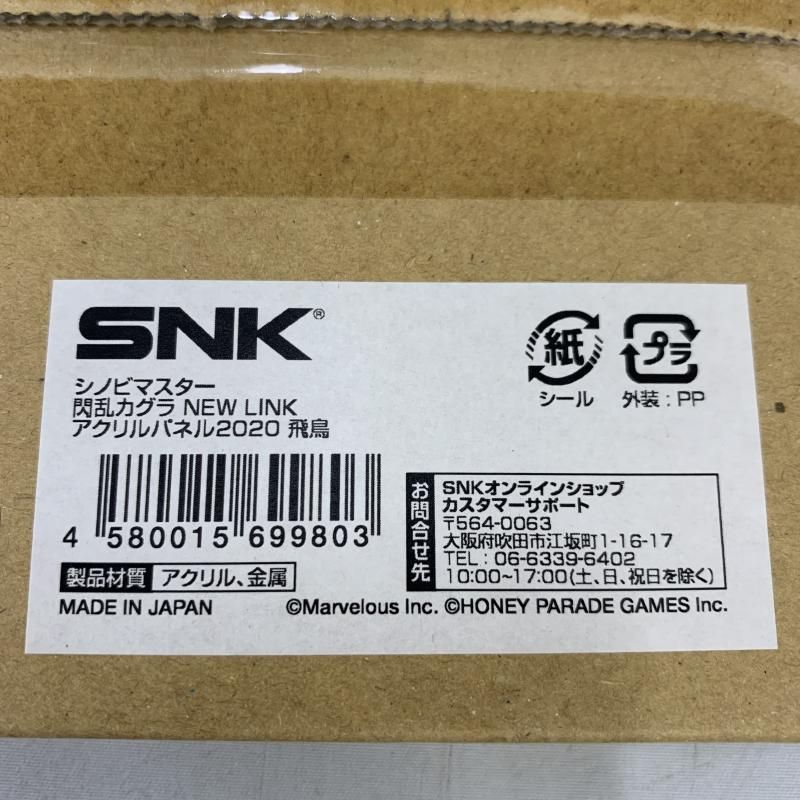 SNK®
シノビマスター
閃乱カグラ NEW LINK
アクリルパネル2020 飛鳥
紙
シール
プラ
外装:PP
4 580015 699803
お問合せ先
SNKオンラインショップ
カスタマーサポート
〒564-0063
大阪府吹田市江坂町1-16-17
TEL: 06-6339-6402
10:00~17:00(土、日、祝日を除く)
製品材質 アクリル、金属
MADE IN JAPAN ©Marvelous Inc. ©HONEY PARADE GAMES Inc.